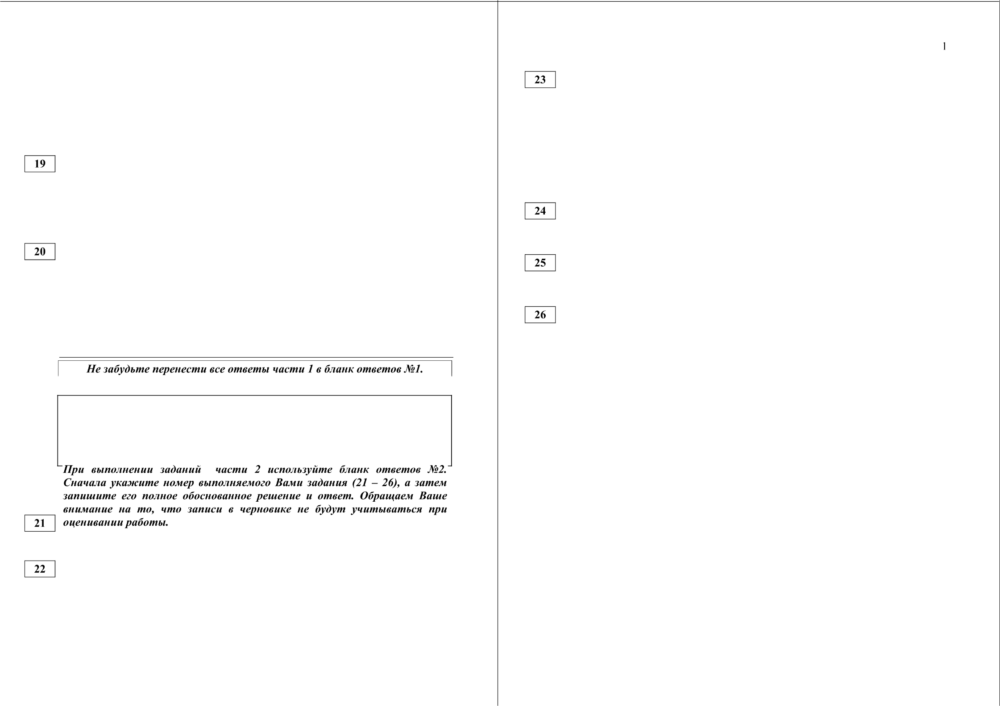 19
20
Не забудьте перенести все ответы части 1 в бланк ответов №1.
При выполнении заданий части 2 используйте бланк ответов №2.
Сначала укажите номер выполняемого Вами задания (21 – 26), а затем
запишите его полное обоснованное решение и ответ. Обращаем Ваше
внимание на то, что записи в черновике не будут учитываться при
оценивании работы.
21
22
1
23
24
25
26